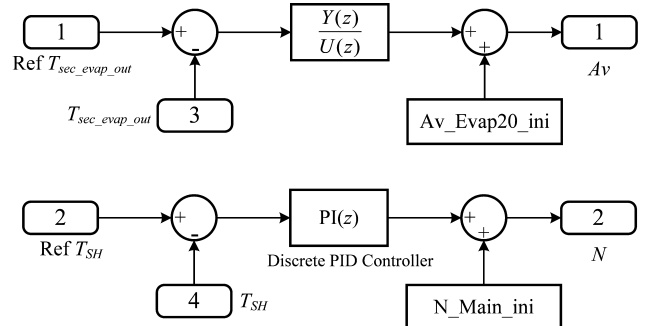 1
+
-
Y(z)
U(z)
+
+
1
Ref T_sec_evap_out
Av
T_sec_evap_out
3
Av_Evap20_ini
2
+
-
PI(z)
+
+
2
Ref T_SH
Discrete PID Controller
N
4
T_SH
N_Main_ini